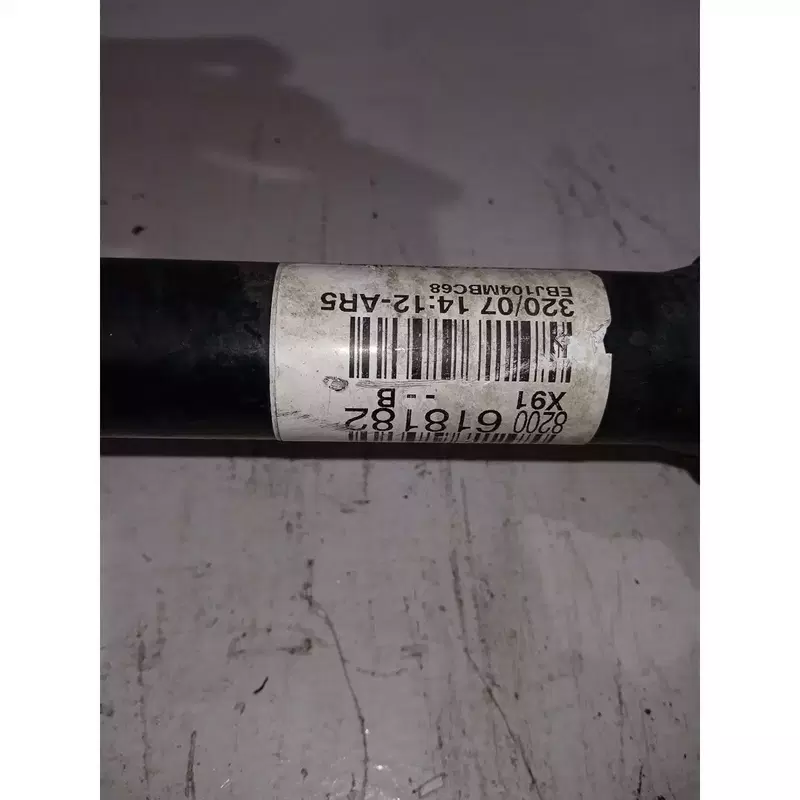 8200 618182
X91 -- B
K
320/07 14:12-AR5
EBJ104MBC68